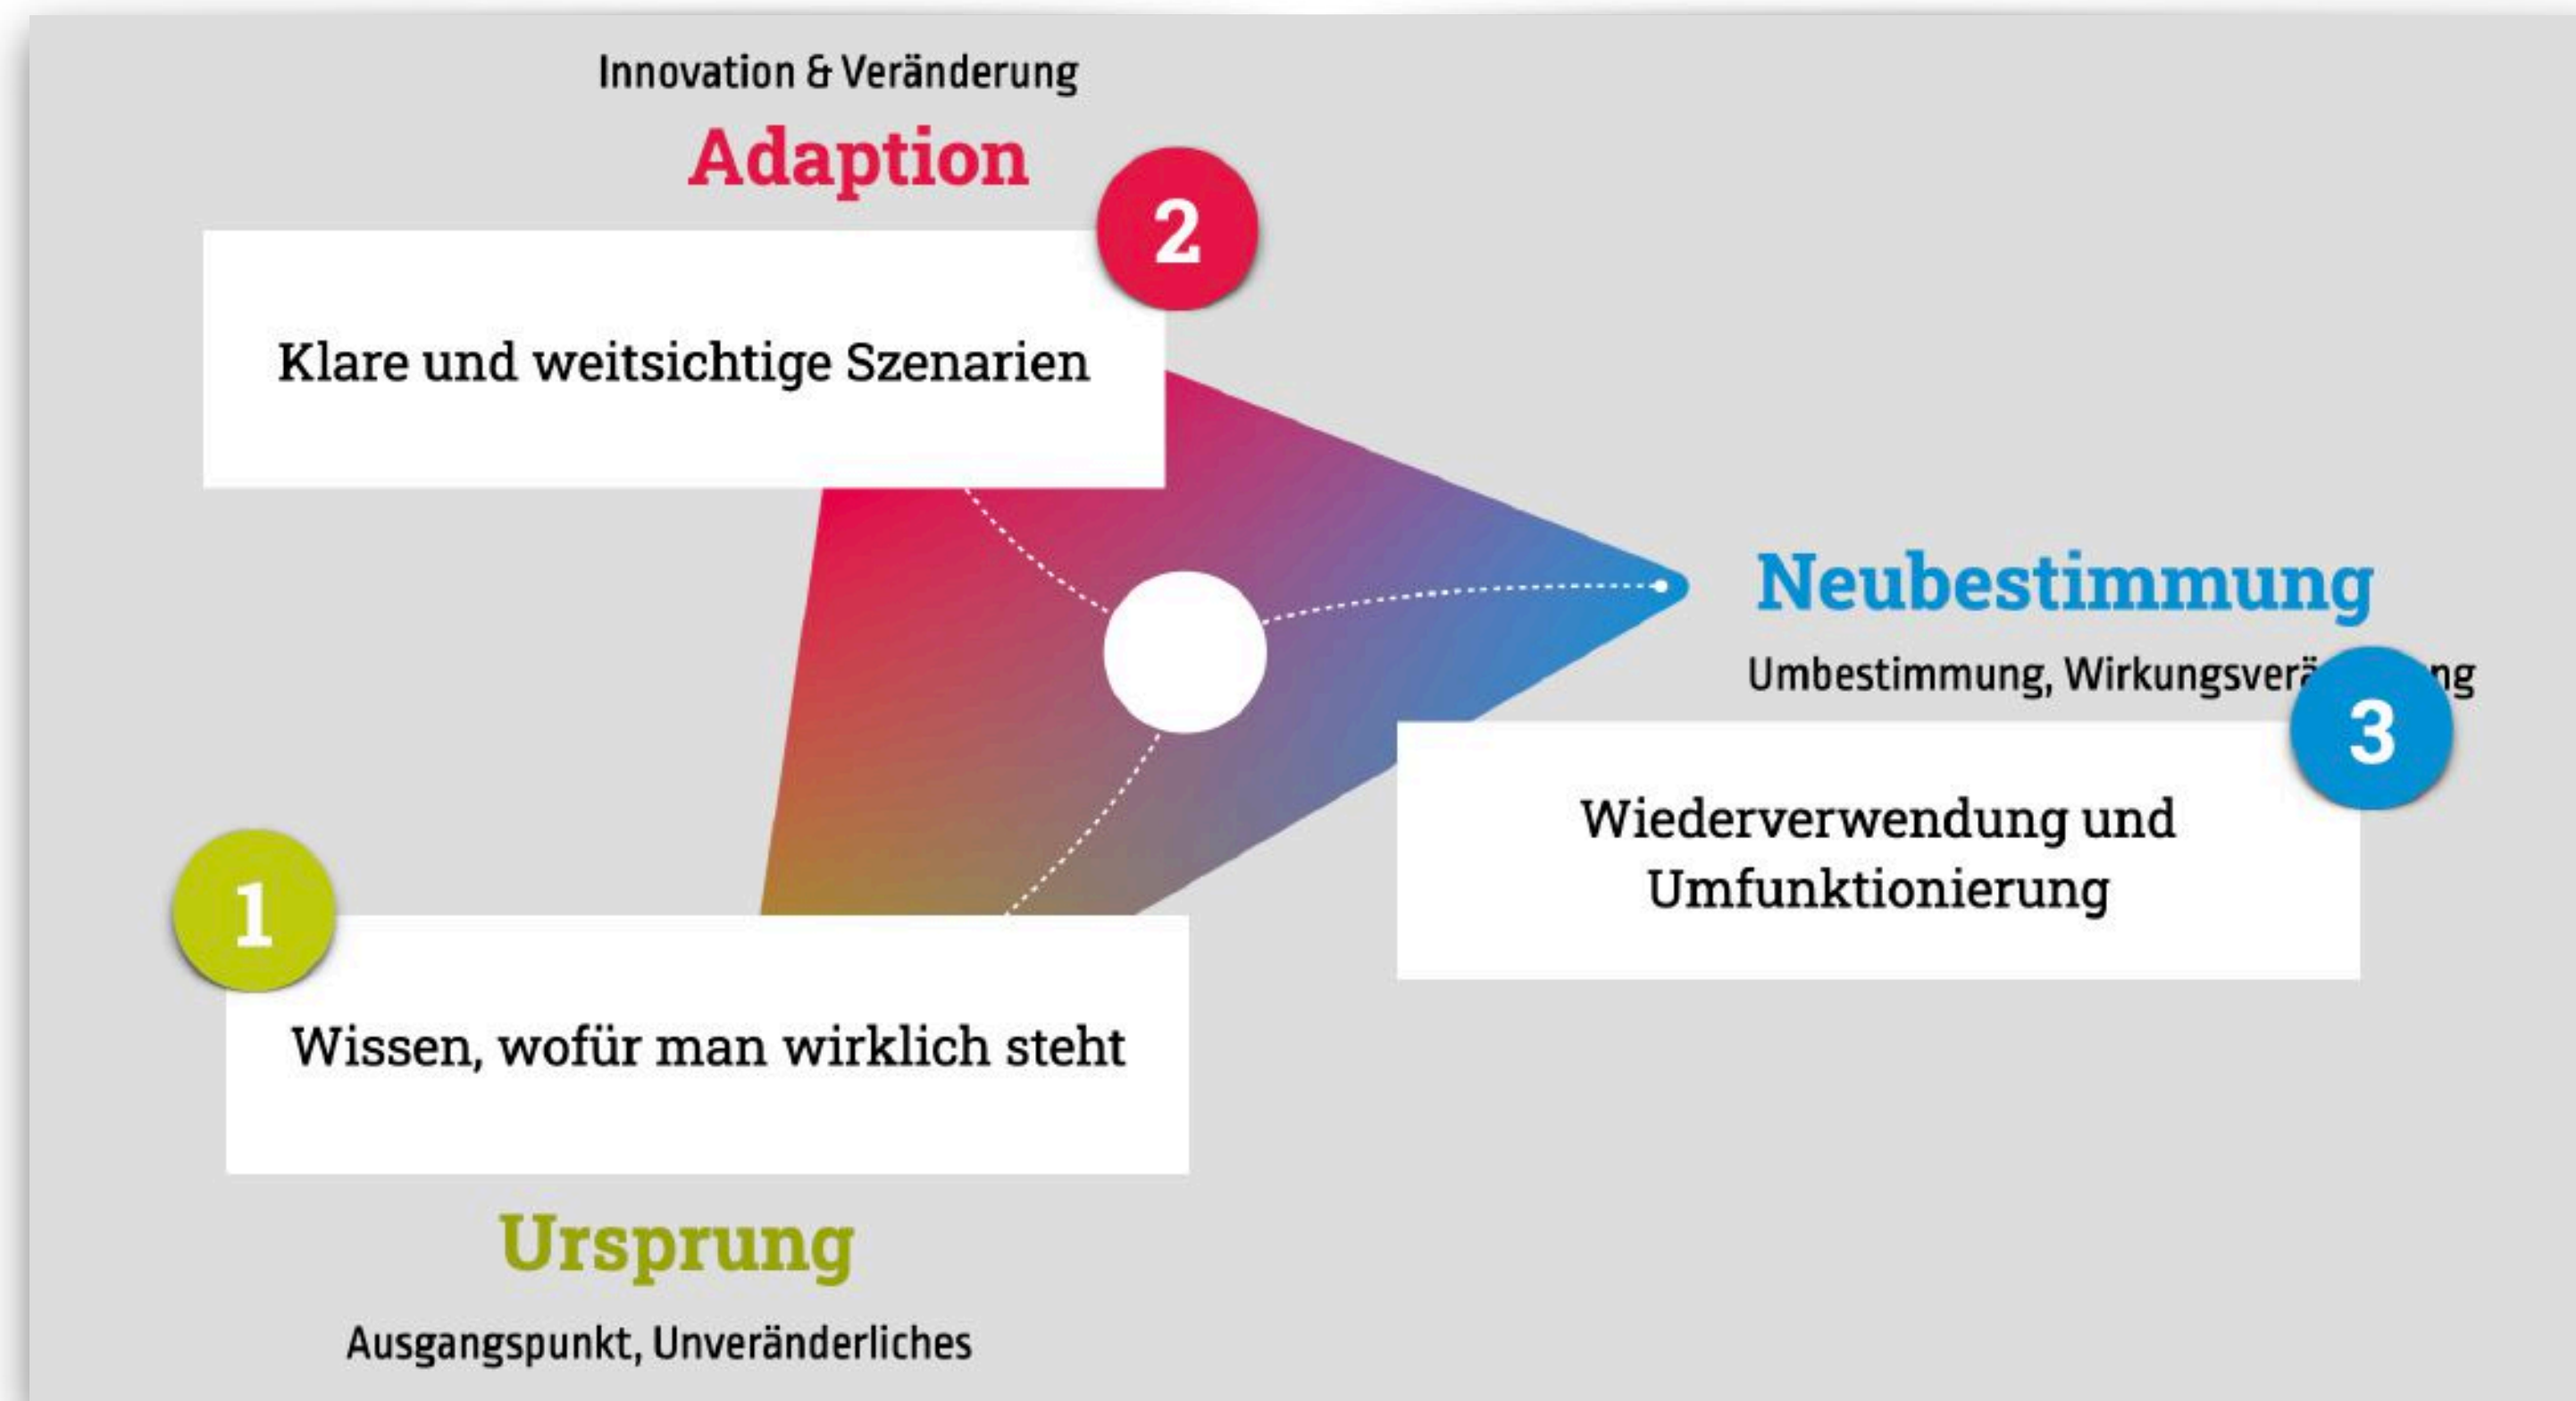 Innovation & Veränderung
Adaption
2
Klare und weitsichtige Szenarien
Neubestimmung
Umbestimmung,
3
Wiederverwendung und
Umfunktionierung
1
Wissen, wofür man wirklich steht
Ursprung
Ausgangspunkt, Unveränderliches